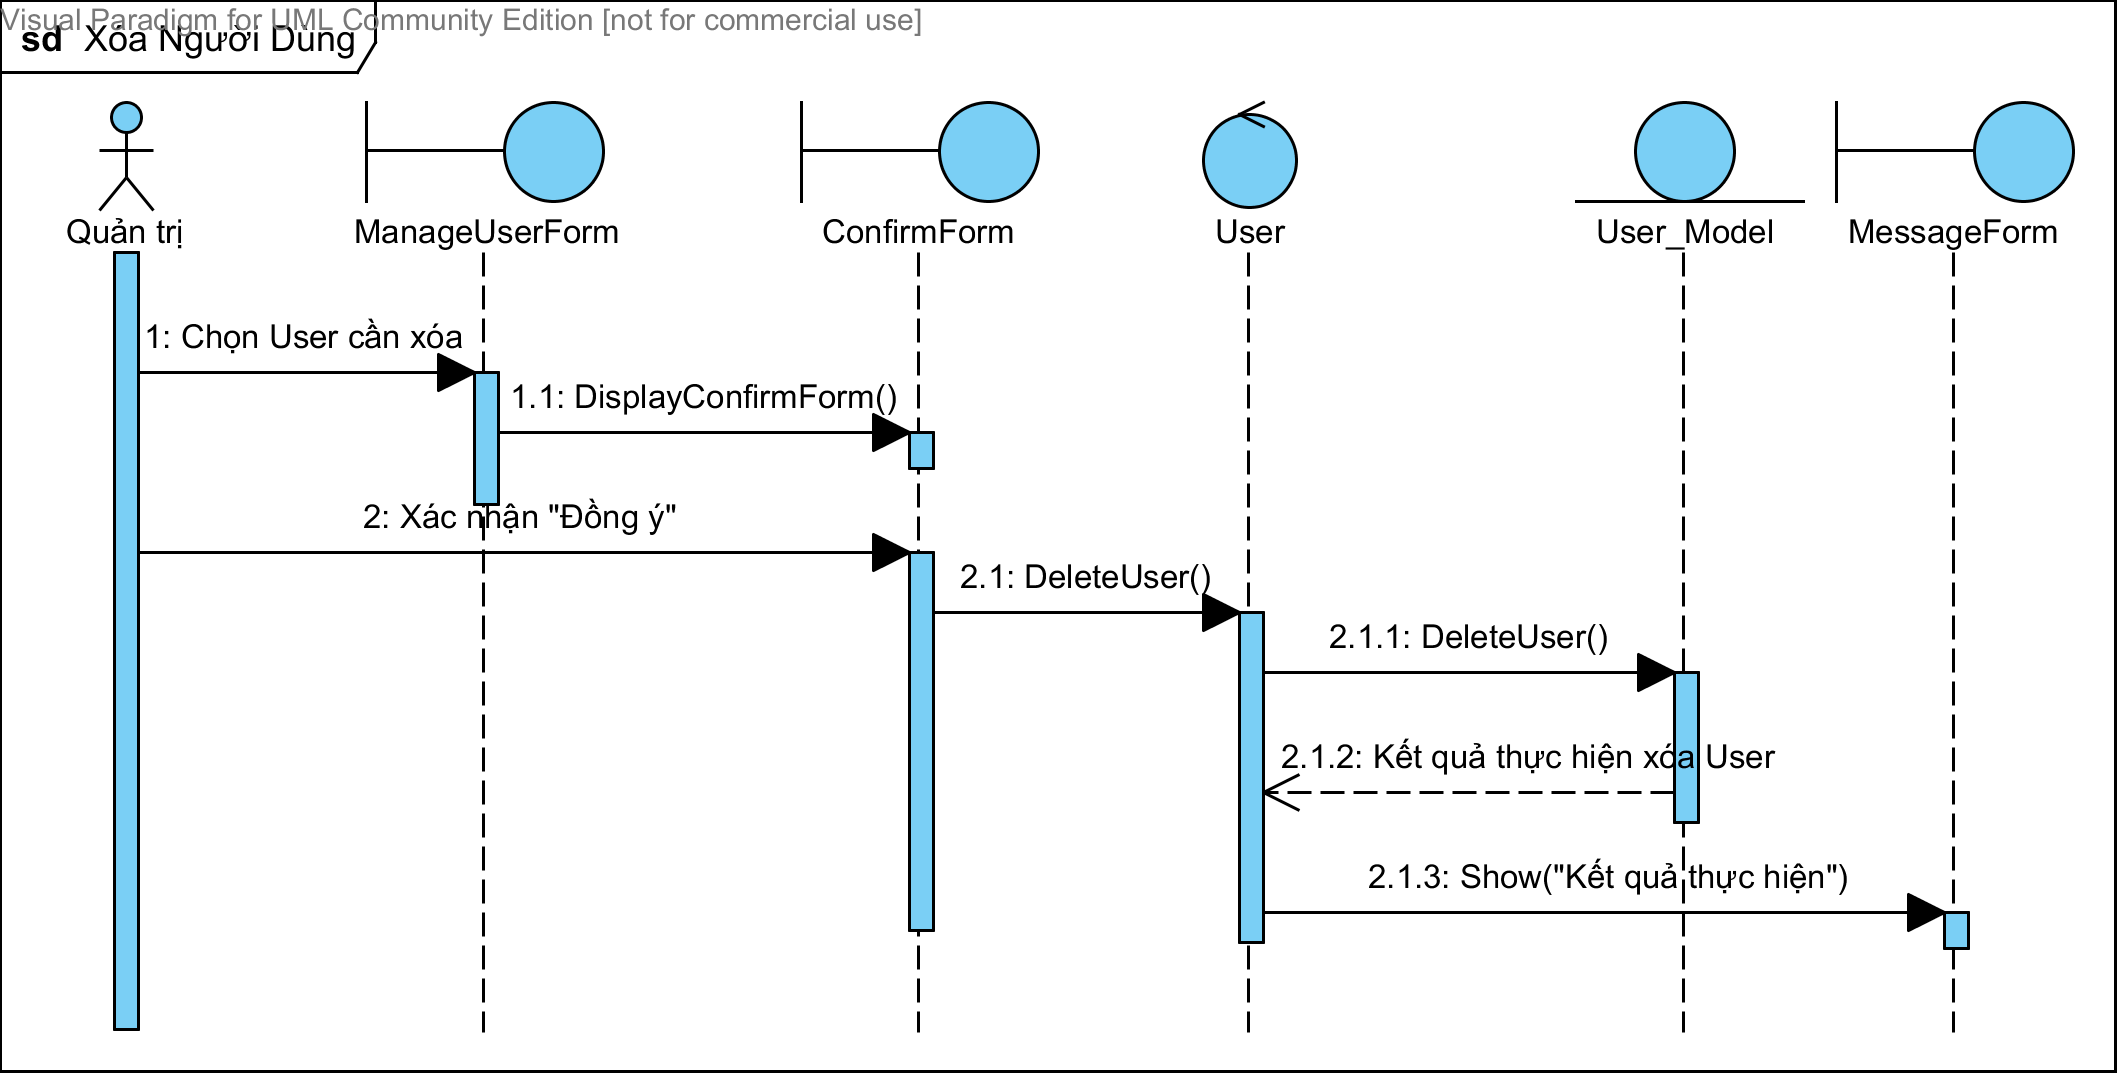 Visual Paradigm for UML Community Edition [not for commercial use]
sd Xóa Người Dùng
Quản trị
ManageUserForm
ConfirmForm
User
User_Model
MessageForm
1: Chọn User cần xóa
1.1: DisplayConfirmForm()
2: Xác nhận "Đồng ý"
2.1: DeleteUser()
2.1.1: DeleteUser()
2.1.2: Kết quả thực hiện xóa User
2.1.3: Show("Kết quả thực hiện")